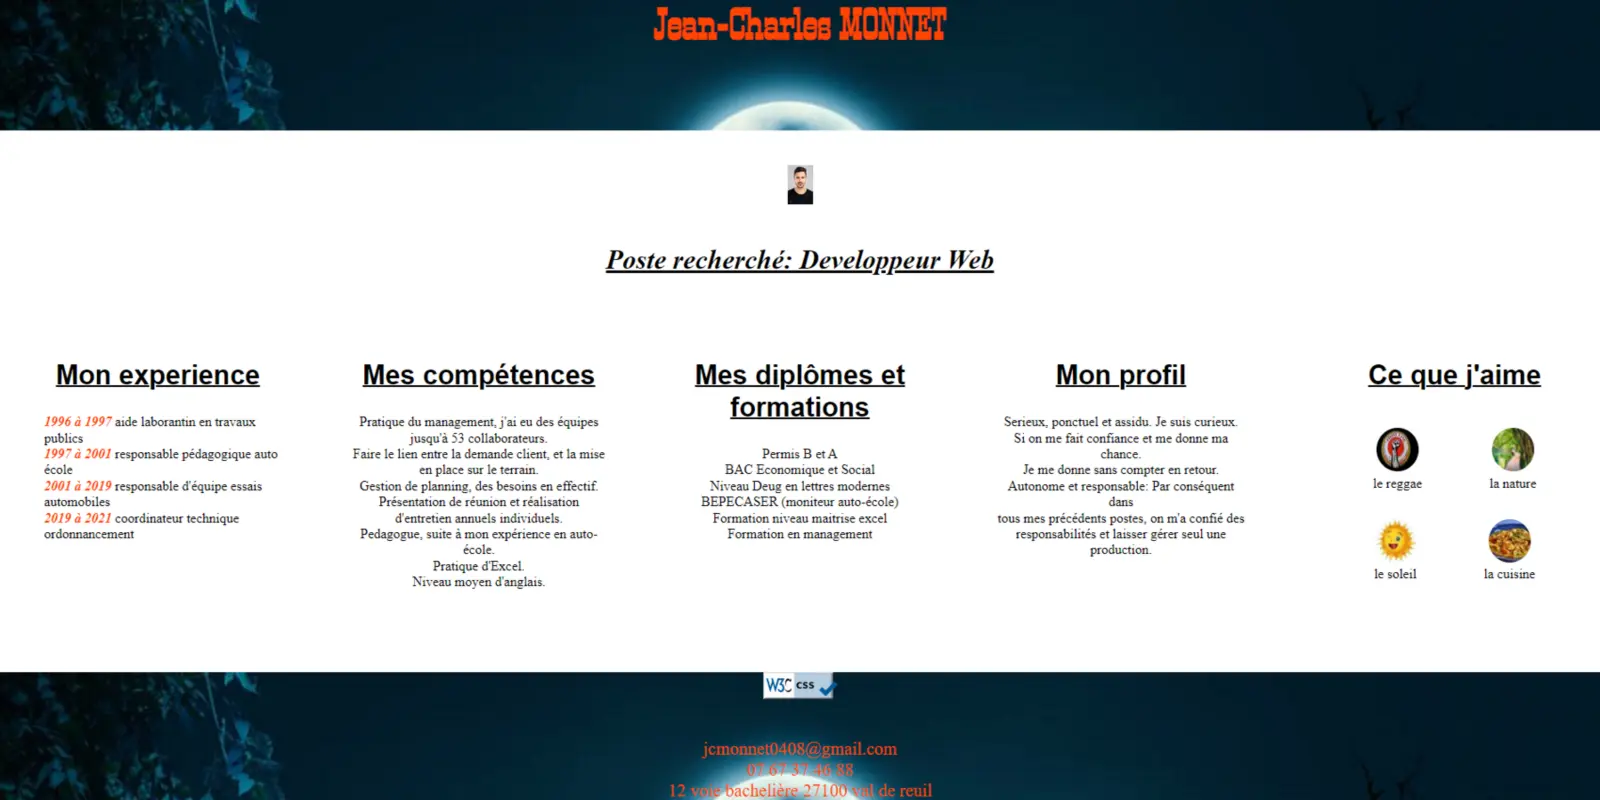 Jean-Charles MONNET
Poste recherché: Developpeur Web
Mon experience
1996 à 1997 aide laborantin en travaux
publics
1997 à 2001 responsable pédagogique auto
école
2001 à 2019 responsable d'équipe essais
automobiles
2019 à 2021 coordinateur technique
ordonnancement
Mes compétences
Pratique du management, j'ai eu des équipes
jusqu'à 53 collaborateurs.
Faire le lien entre la demande client, et la mise
en place sur le terrain.
Gestion de planning, des besoins en effectif.
Présentation de réunion et réalisation
d'entretien annuels individuels.
Pedagogue, suite à mon expérience en auto-
école.
Pratique d'Excel.
Niveau moyen d'anglais.
Mes diplômes et
formations
Permis B et A
BAC Economique et Social
Niveau Deug en lettres modernes
BEPECASER (moniteur auto-école)
Formation niveau maitrise excel
Formation en management
Mon profil
Serieux, ponctuel et assidu. Je suis curieux.
Si on me fait confiance et me donne ma
chance.
Je me donne sans compter en retour.
Autonome et responsable: Par conséquent
dans
tous mes précédents postes, on m'a confié des
responsabilités et laisser gérer seul une
production.
Ce que j'aime
le reggae
la nature
le soleil
la cuisine
W3C css
jcmonnet0408@gmail.com
07 67 37 46 88
12 voie bachelière 27100 val de reuil